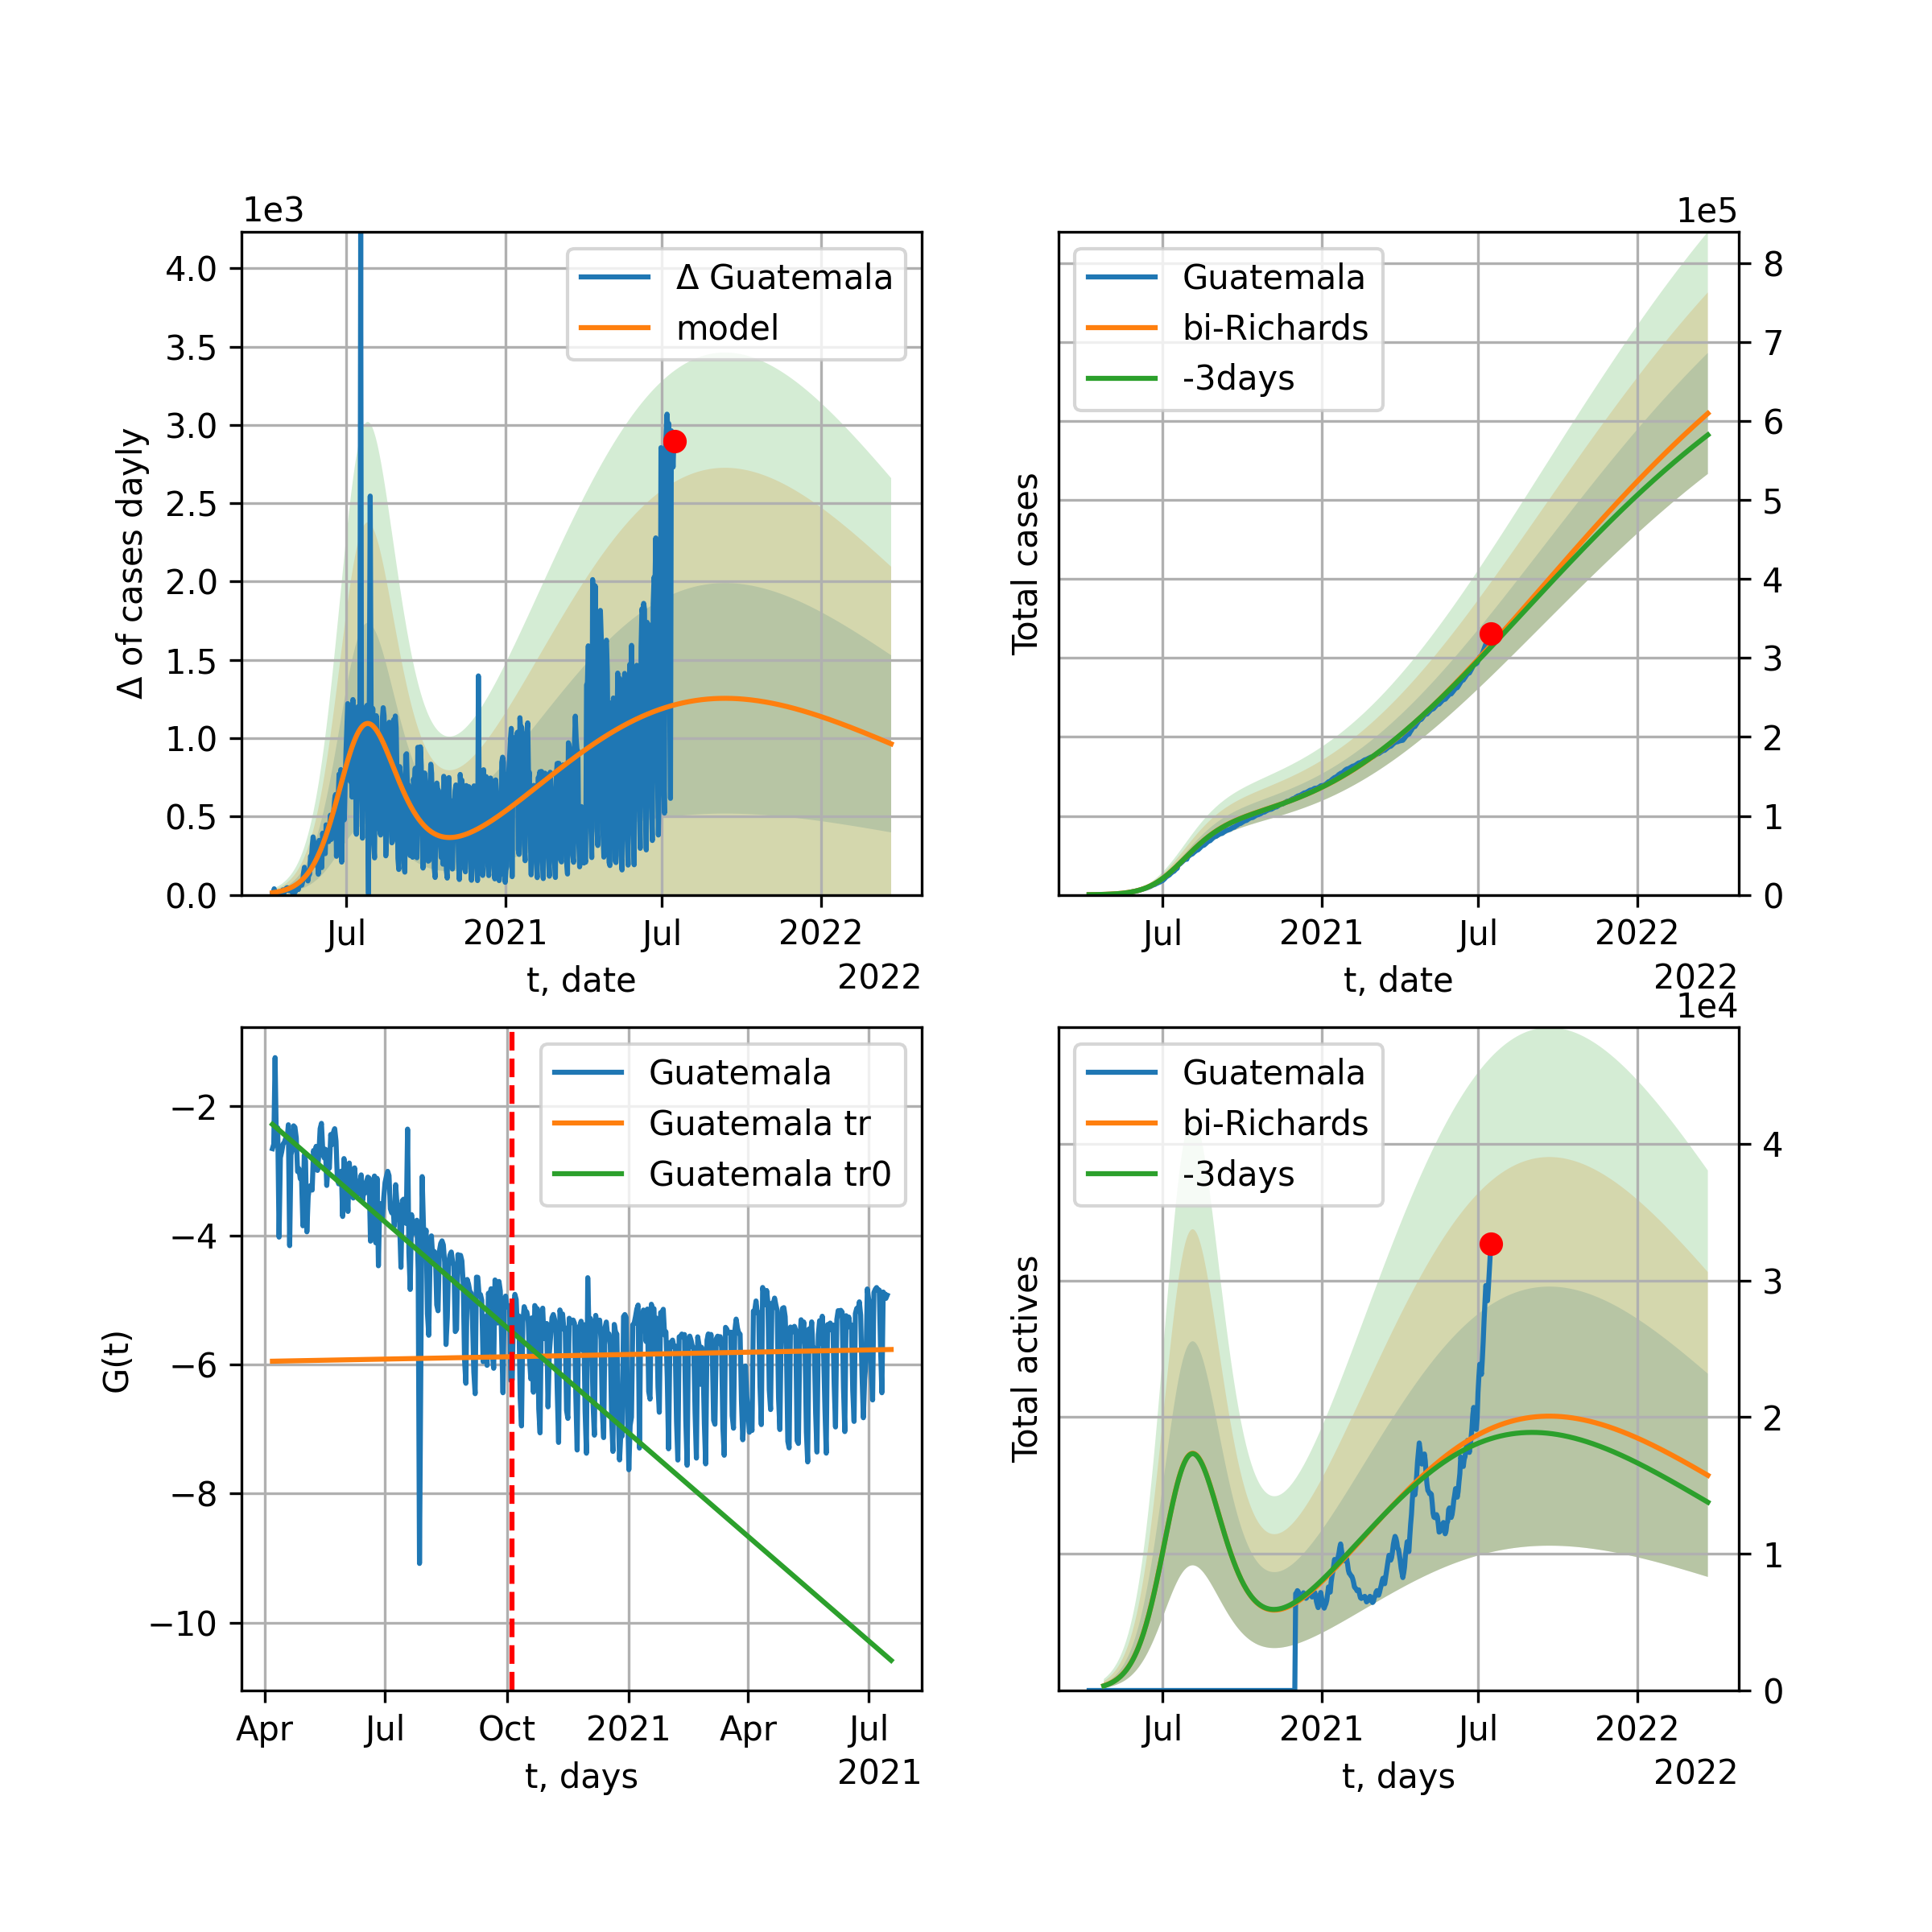 1e3
Δ of cases dayly
4.0
3.5
3.0
2.5
2.0
1.5
1.0
0.5
0.0
Δ Guatemala
model
Jul
2021
Jul
2022
t, date
2022
1e5
Total cases
Guatemala
bi-Richards
-3days
8
7
6
5
4
3
2
1
0
Jul
2021
Jul
2022
t, date
2022
G(t)
−2
−4
−6
−8
−10
Guatemala
Guatemala tr
Guatemala tr0
Apr
Jul
Oct
2021
Apr
Jul
t, days
2021
1e4
Total actives
Guatemala
bi-Richards
-3days
4
3
2
1
0
Jul
2021
Jul
2022
t, days
2022